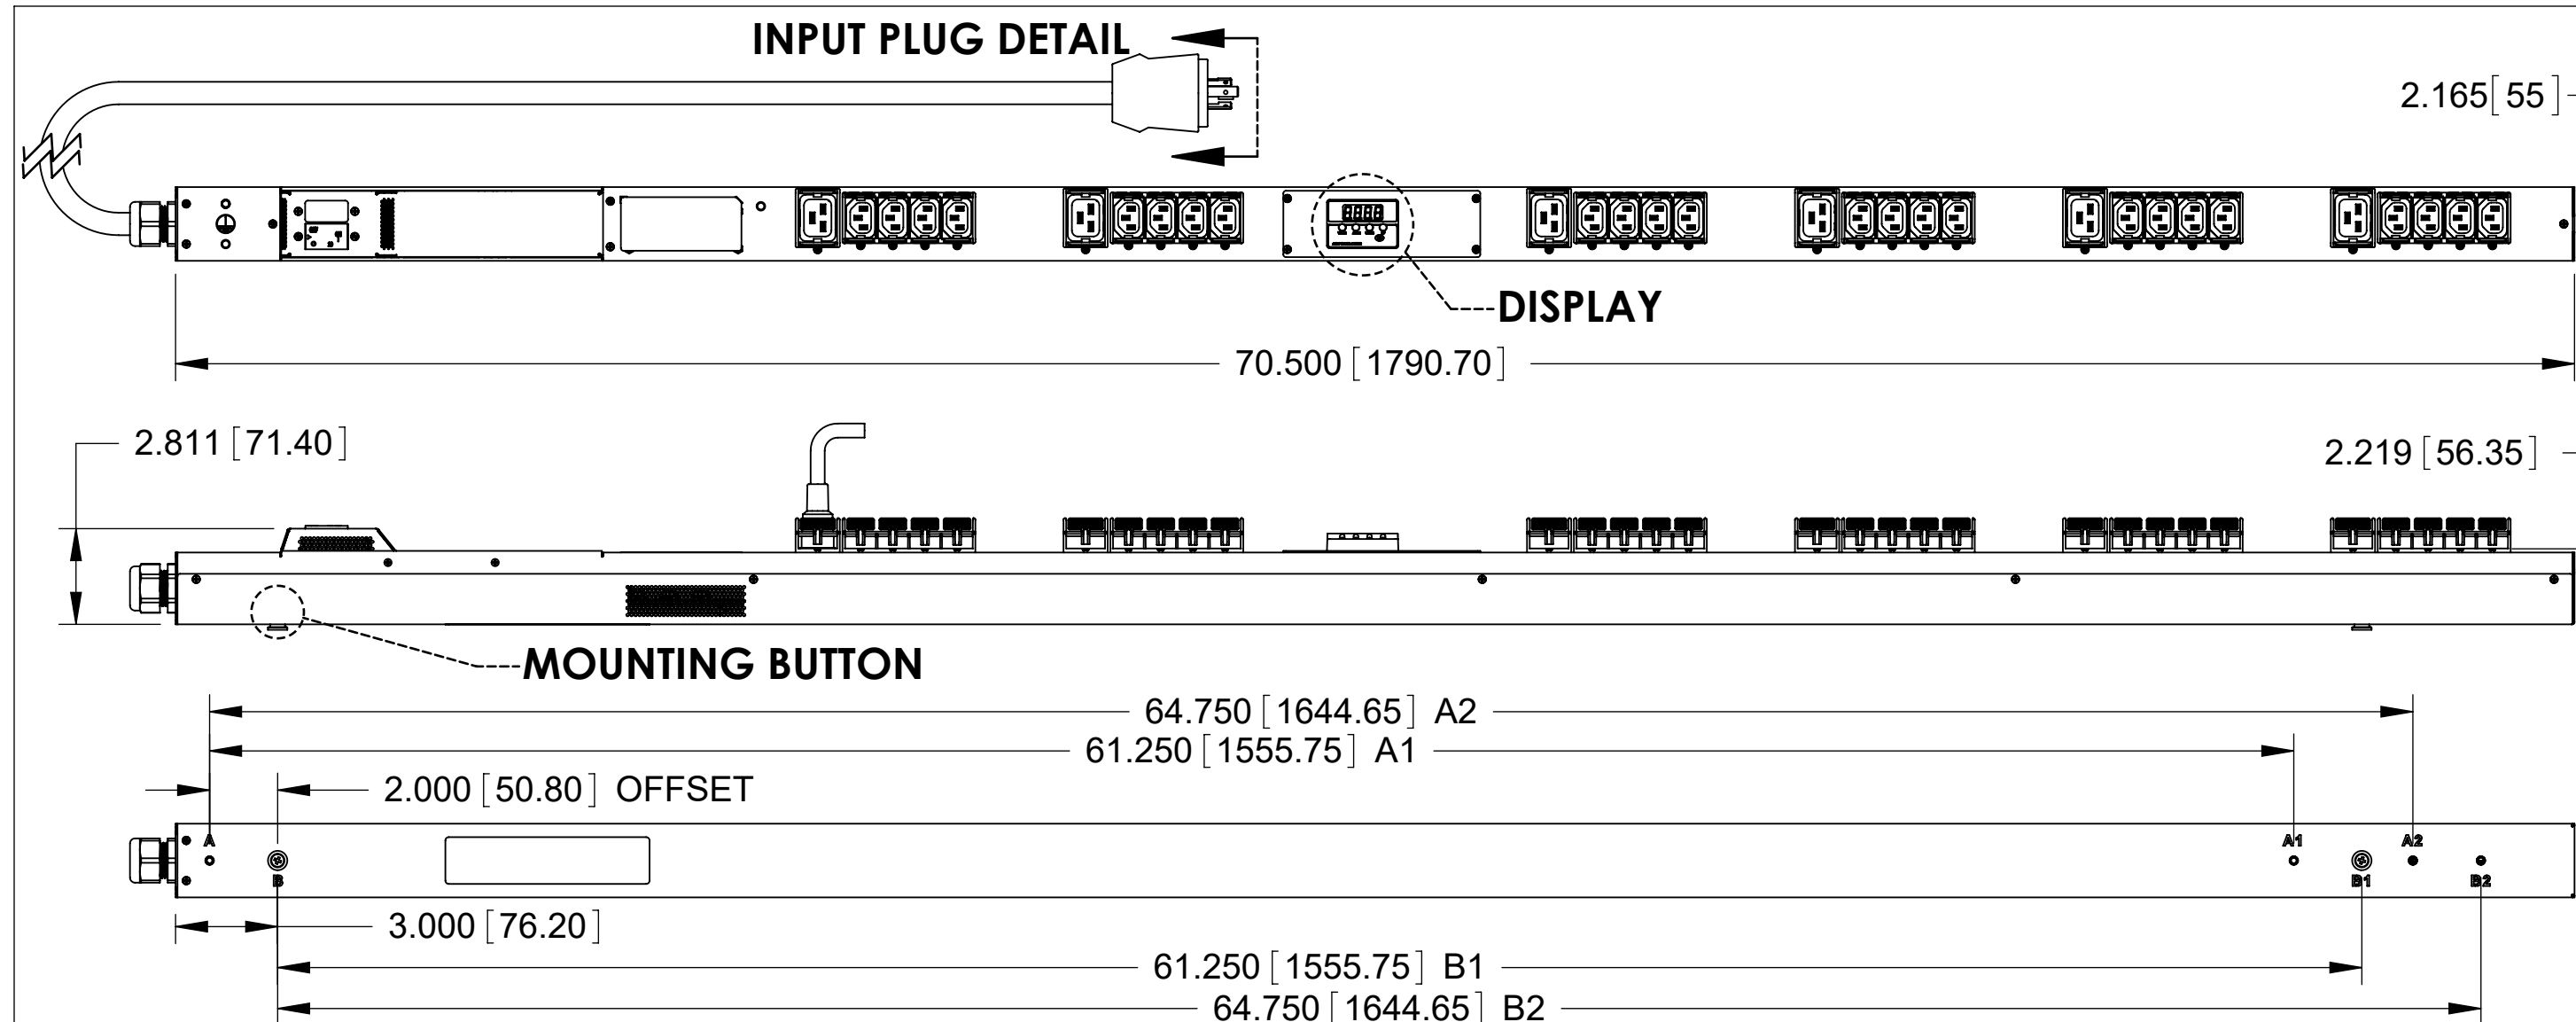 INPUT PLUG DETAIL
2.165[55]
DISPLAY
70.500 [1790.70]
2.811 [71.40]
2.219 [56.35]
MOUNTING BUTTON
64.750 [1644.65] A2
61.250 [1555.75] A1
2.000 [50.80] OFFSET
A
A1
A2
B
B1
B2
3.000 [76.20]
61.250 [1555.75] B1
64.750 [1644.65] B2